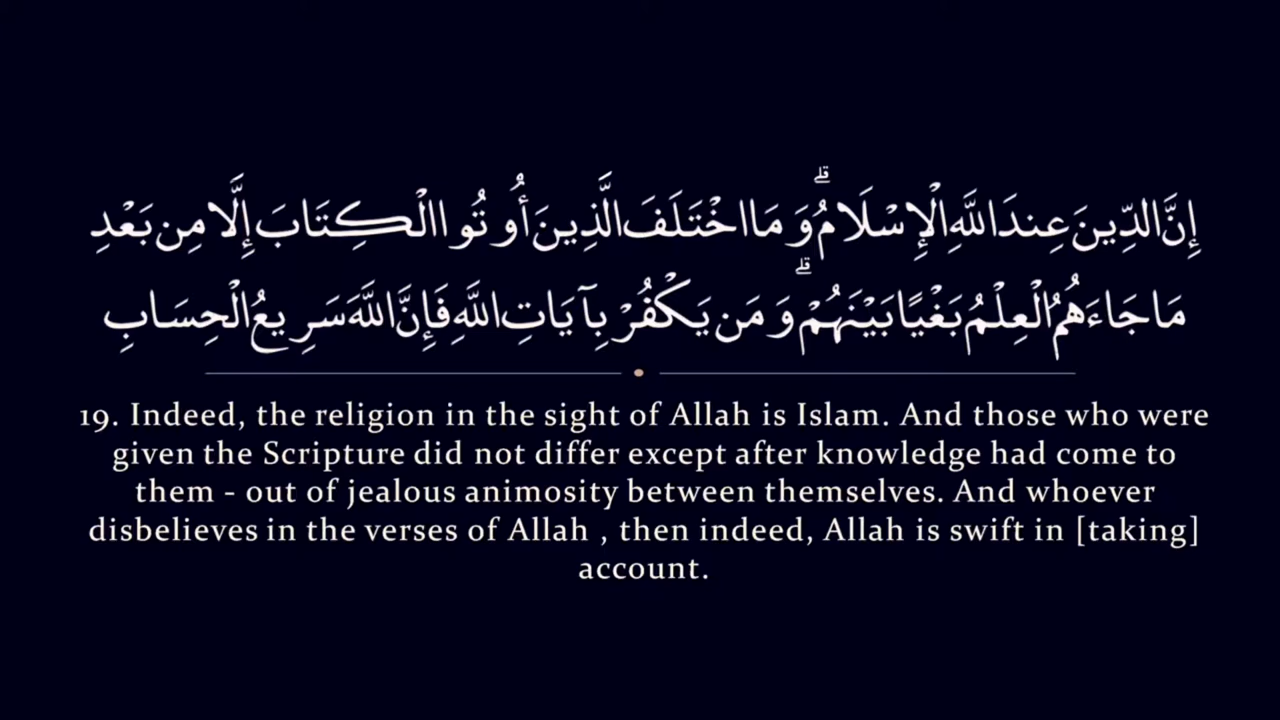 إِنَّ الدِّينَ عِندَ اللَّهِ الْإِسْلَامُ ۗ وَمَا اخْتَلَفَ الَّذِينَ أُوتُوا الْكِتَابَ إِلَّا مِن بَعْدِ
مَا جَاءَهُمُ الْعِلْمُ بَغْيًا بَيْنَهُمْ ۗ وَمَن يَكْفُرْ بِآيَاتِ اللَّهِ فَإِنَّ اللَّهَ سَرِيعُ الْحِسَابِ
19. Indeed, the religion in the sight of Allah is Islam. And those who were
given the Scripture did not differ except after knowledge had come to
them - out of jealous animosity between themselves. And whoever
disbelieves in the verses of Allah , then indeed, Allah is swift in [taking]
account.